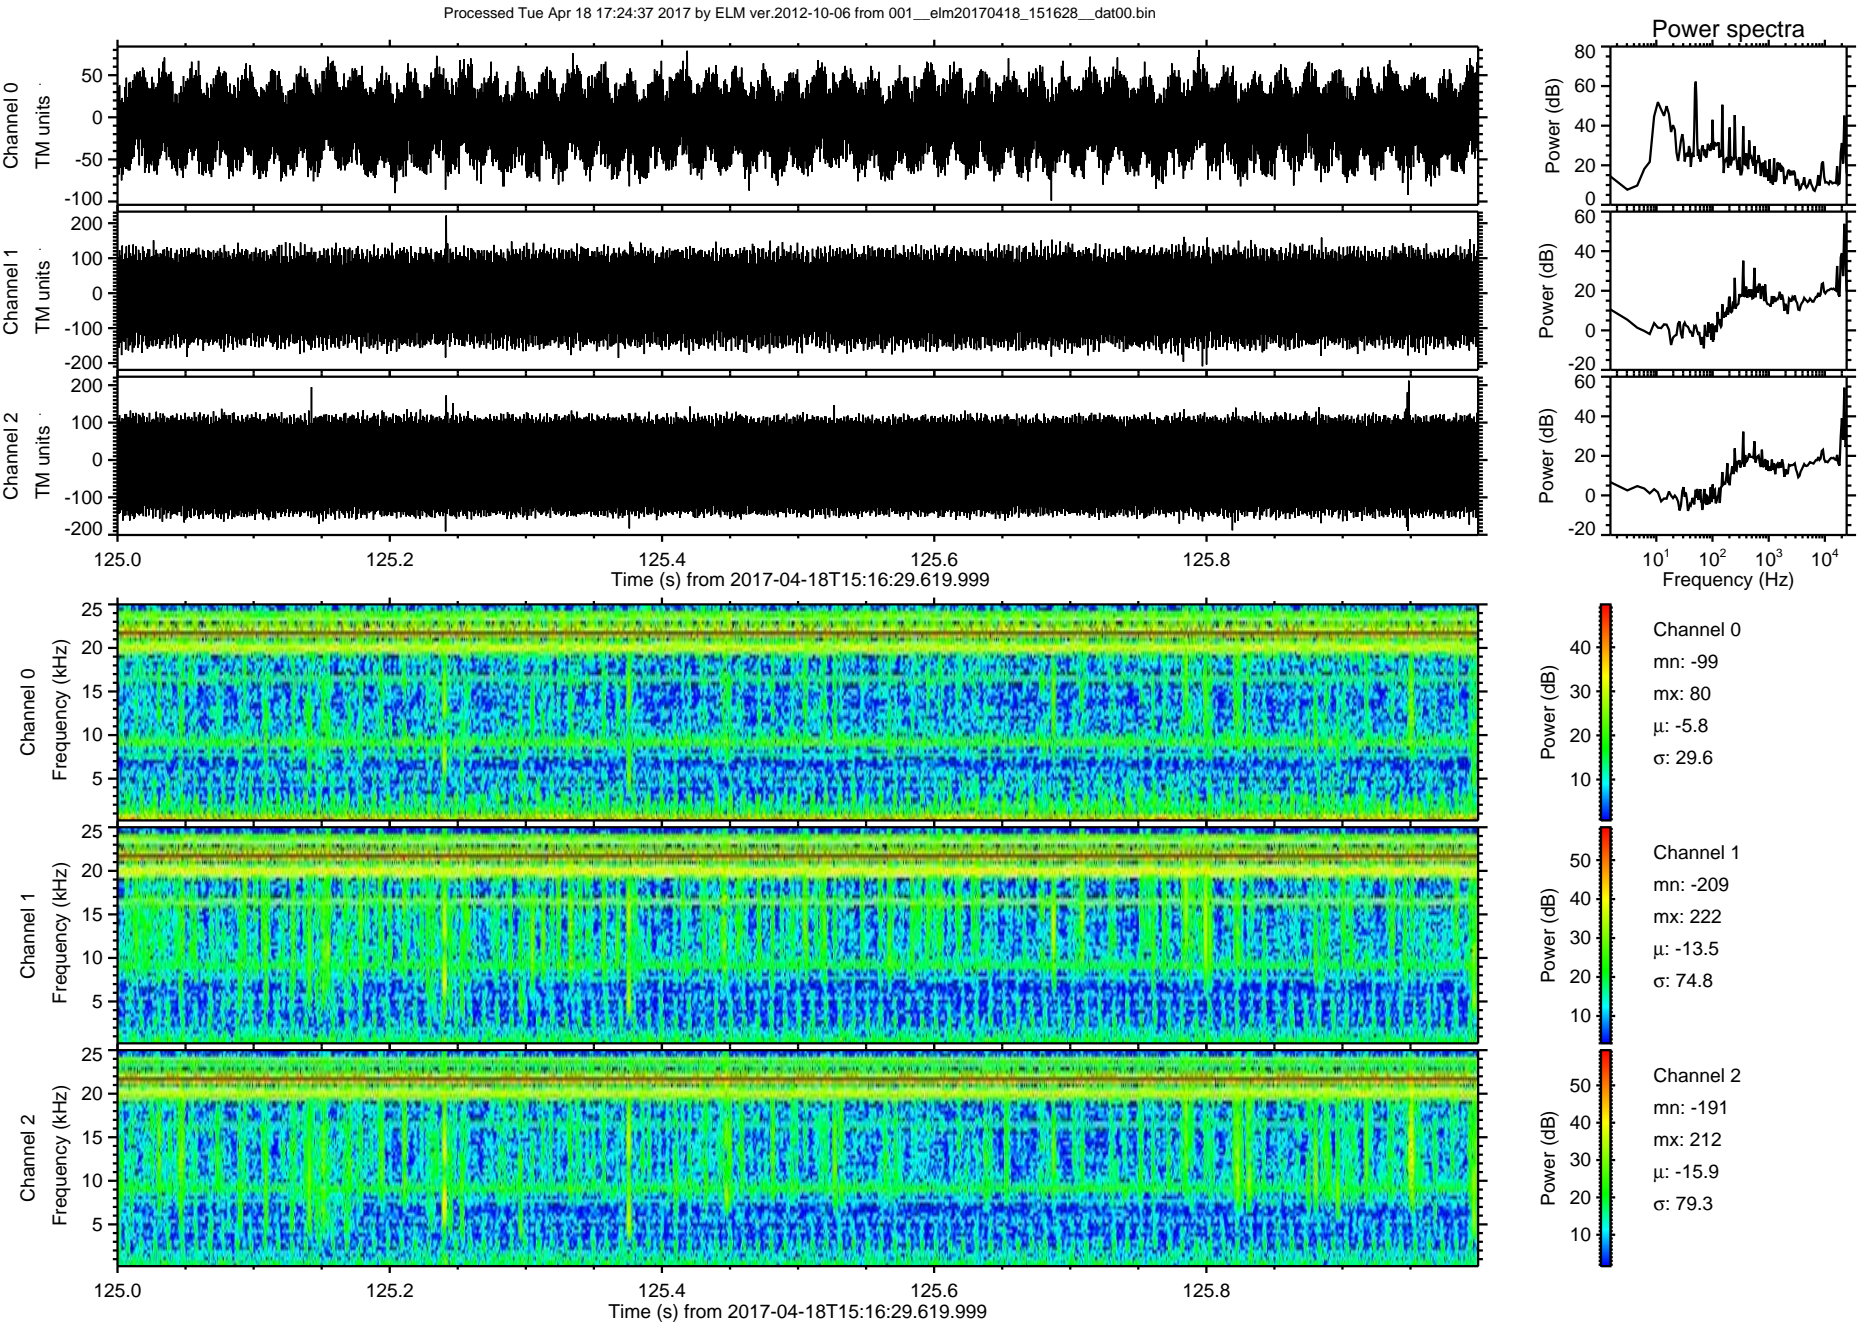 Processed Tue Apr 18 17:24:37 2017 by ELM ver.2012-10-06 from 001__elm20170418_151628__dat00.bin
Power spectra
Channel 0
TM units
50
0
-50
-100
Power (dB)
80
60
40
20
0
Channel 1
TM units
200
100
0
-100
-200
Power (dB)
60
40
20
0
-20
Channel 2
TM units
200
100
0
-100
-200
Power (dB)
60
40
20
0
-20
125.0 125.2 125.4 125.6 125.8
Time (s) from 2017-04-18T15:16:29.619.999
10¹ 10² 10³ 10⁴
Frequency (Hz)
Channel 0
Frequency (kHz)
25
20
15
10
5
Power (dB)
40
30
20
10
Channel 0
mn: -99
mx: 80
μ: -5.8
σ: 29.6
Channel 1
Frequency (kHz)
25
20
15
10
5
Power (dB)
50
40
30
20
10
Channel 1
mn: -209
mx: 222
μ: -13.5
σ: 74.8
Channel 2
Frequency (kHz)
25
20
15
10
5
Power (dB)
50
40
30
20
10
Channel 2
mn: -191
mx: 212
μ: -15.9
σ: 79.3
125.0 125.2 125.4 125.6 125.8
Time (s) from 2017-04-18T15:16:29.619.999